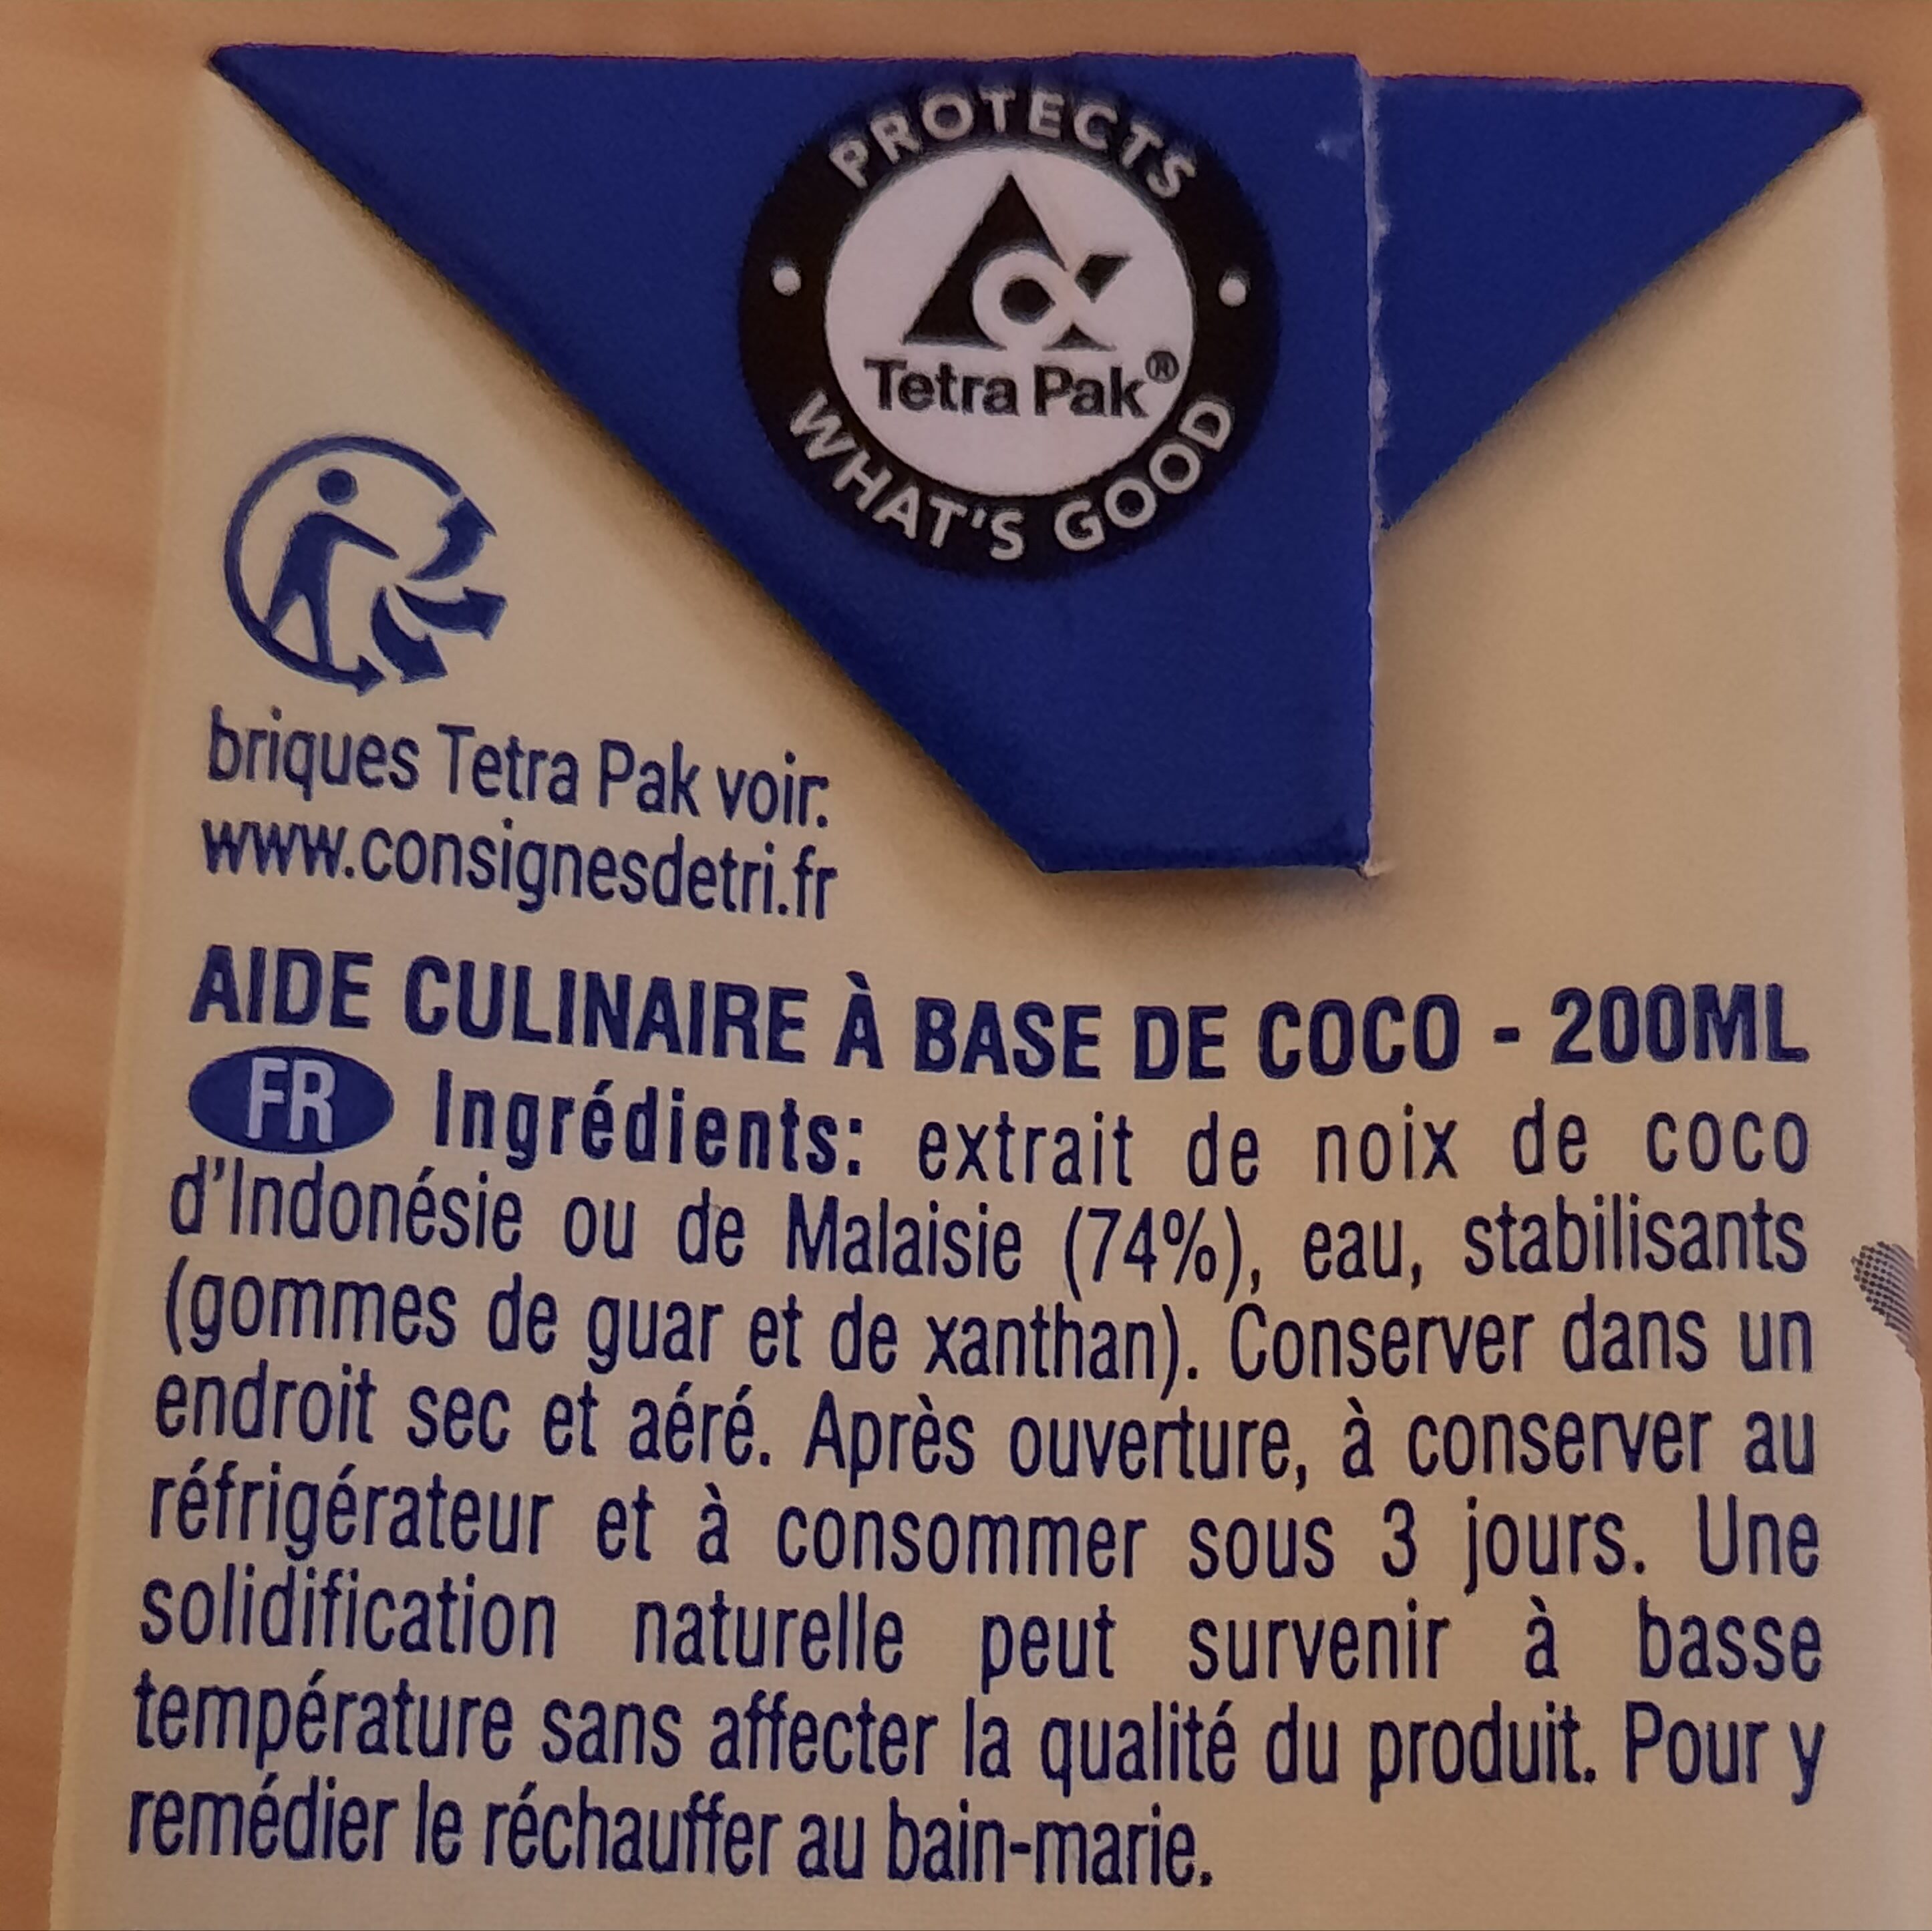 PROTECTS
Tetra Pak®
WHAT'S GOOD
briques Tetra Pak voir:
www.consignesdetri.fr
AIDE CULINAIRE À BASE DE COCO - 200ML
FR Ingrédients: extrait de noix de coco
d'Indonésie ou de Malaisie (74%), eau, stabilisants
(gommes de guar et de xanthan). Conserver dans un
endroit sec et aéré. Après ouverture, à conserver au
réfrigérateur et à consommer sous 3 jours. Une
solidification naturelle peut survenir à basse
température sans affecter la qualité du produit. Pour y
remédier le réchauffer au bain-marie.